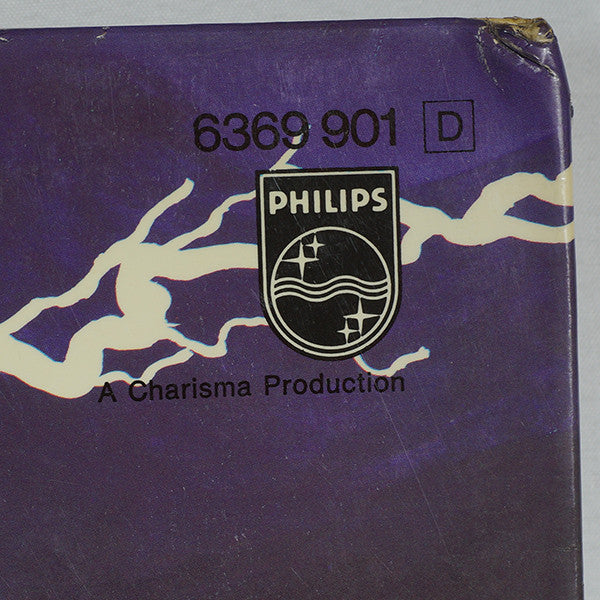 6369 901 D
PHILIPS
A Charisma Production